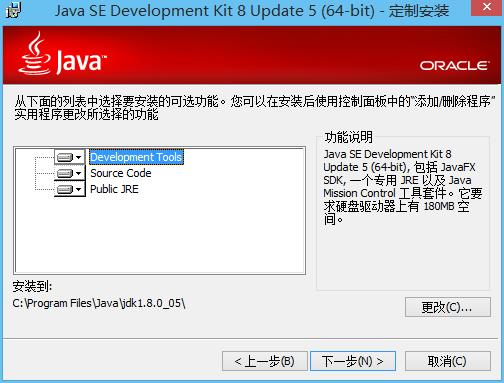 Java SE Development Kit 8 Update 5 (64-bit) - 定制安装
Java™
ORACLE
从下面的列表中选择要安装的可选功能。您可以在安装后使用控制面板中的“添加/删除程序”
实用程序更改所选择的功能
功能说明
Development Tools
Source Code
Public JRE
Java SE Development Kit 8
Update 5 (64-bit), 包括 JavaFX
SDK, 一个专用 JRE 以及 Java
Mission Control 工具套件。它要
求硬盘驱动器上有 180MB 空
间。
安装到:
C:\Program Files\Java\jdk1.8.0_05\
更改(C)...
< 上一步(B)
下一步(N) >
取消(C)